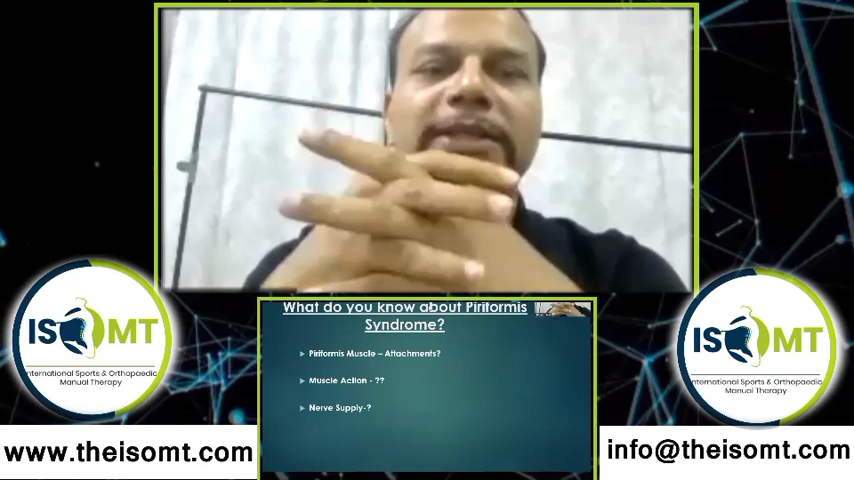 What do you know about Piriformis
Syndrome?
Piriformis Muscle – Attachments?
Muscle Action - ??
Nerve Supply-?
ISOMT
International Sports & Orthopaedic
Manual Therapy
ISOMT
International Sports & Orthopaedic
Manual Therapy
www.theisomt.com
info@theisomt.com